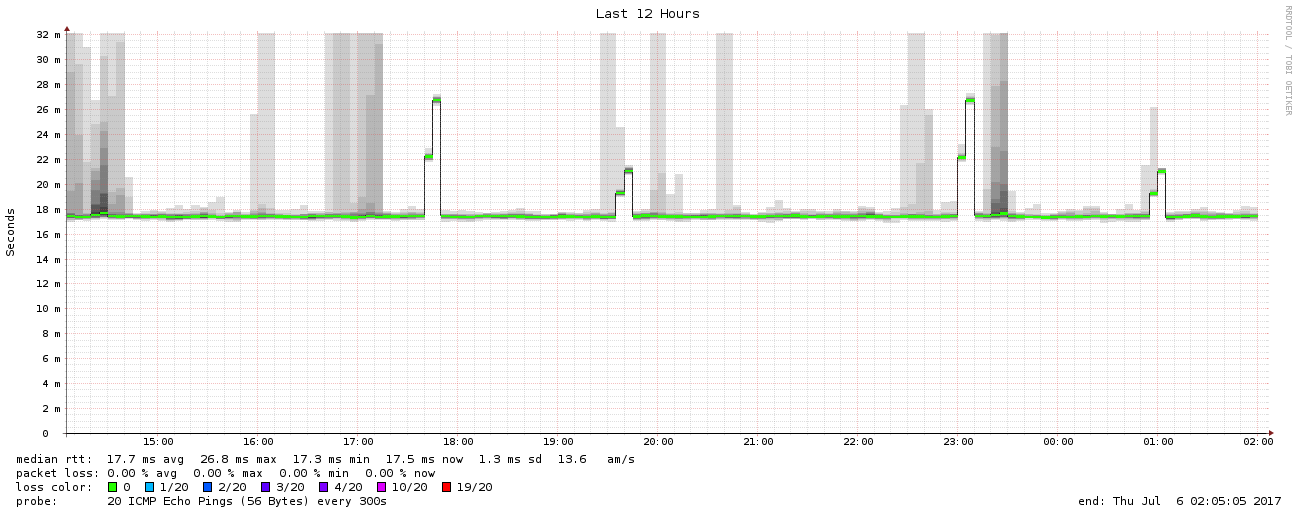 Last 12 Hours
RRDTOOL / TOBI OETIKER
Seconds
32 m
30 m
28 m
26 m
24 m
22 m
20 m
18 m
16 m
14 m
12 m
10 m
8 m
6 m
4 m
2 m
0
15:00 16:00 17:00 18:00 19:00 20:00 21:00 22:00 23:00 00:00 01:00 02:00
median rtt: 17.7 ms avg 26.8 ms max 17.3 ms min 17.5 ms now 1.3 ms sd 13.6 am/s
packet loss: 0.00 % avg 0.00 % max 0.00 % min 0.00 % now
loss color: 0 1/20 2/20 3/20 4/20 10/20 19/20
probe: 20 ICMP Echo Pings (56 Bytes) every 300s end: Thu Jul 6 02:05:05 2017